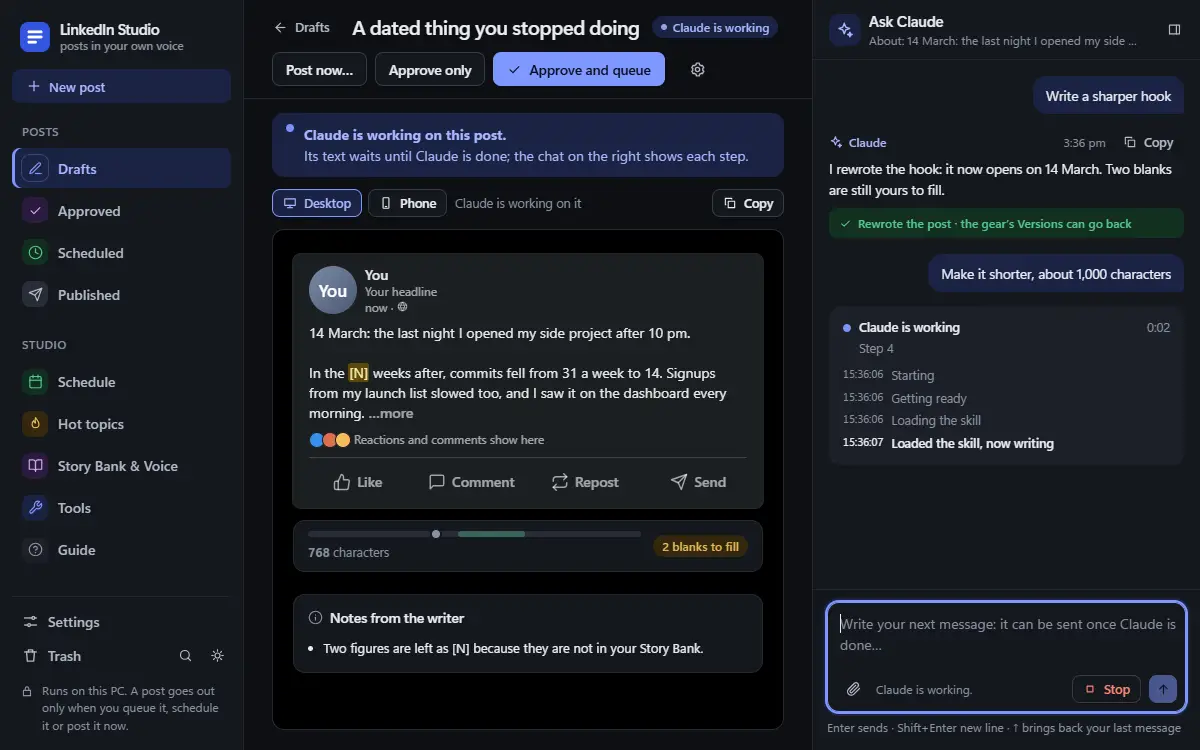 LinkedIn Studio
posts in your own voice
New post
POSTS
Drafts
Approved
Scheduled
Published
STUDIO
Schedule
Hot topics
Story Bank & Voice
Tools
Guide
Settings
Trash
Runs on this PC. A post goes out
only when you queue it, schedule
it or post it now.
Drafts
A dated thing you stopped doing
Claude is working
Post now...
Approve only
Approve and queue
Claude is working on this post.
Its text waits until Claude is done; the chat on the right shows each step.
Desktop
Phone
Claude is working on it
Copy
You
You
Your headline
now ·
14 March: the last night I opened my side project after 10 pm.
In the [N] weeks after, commits fell from 31 a week to 14. Signups
from my launch list slowed too, and I saw it on the dashboard every
morning. ...more
Reactions and comments show here
Like
Comment
Repost
Send
768 characters
2 blanks to fill
Notes from the writer
• Two figures are left as [N] because they are not in your Story Bank.
Ask Claude
About: 14 March: the last night I opened my side ...
Write a sharper hook
Claude
3:36 pm
Copy
I rewrote the hook: it now opens on 14 March. Two blanks
are still yours to fill.
Rewrote the post · the gear's Versions can go back
Make it shorter, about 1,000 characters
Claude is working
0:02
Step 4
15:36:06 Starting
15:36:06 Getting ready
15:36:06 Loading the skill
15:36:07 Loaded the skill, now writing
Write your next message: it can be sent once Claude is
done...
Claude is working.
Stop
Enter sends · Shift+Enter new line · ↑ brings back your last message